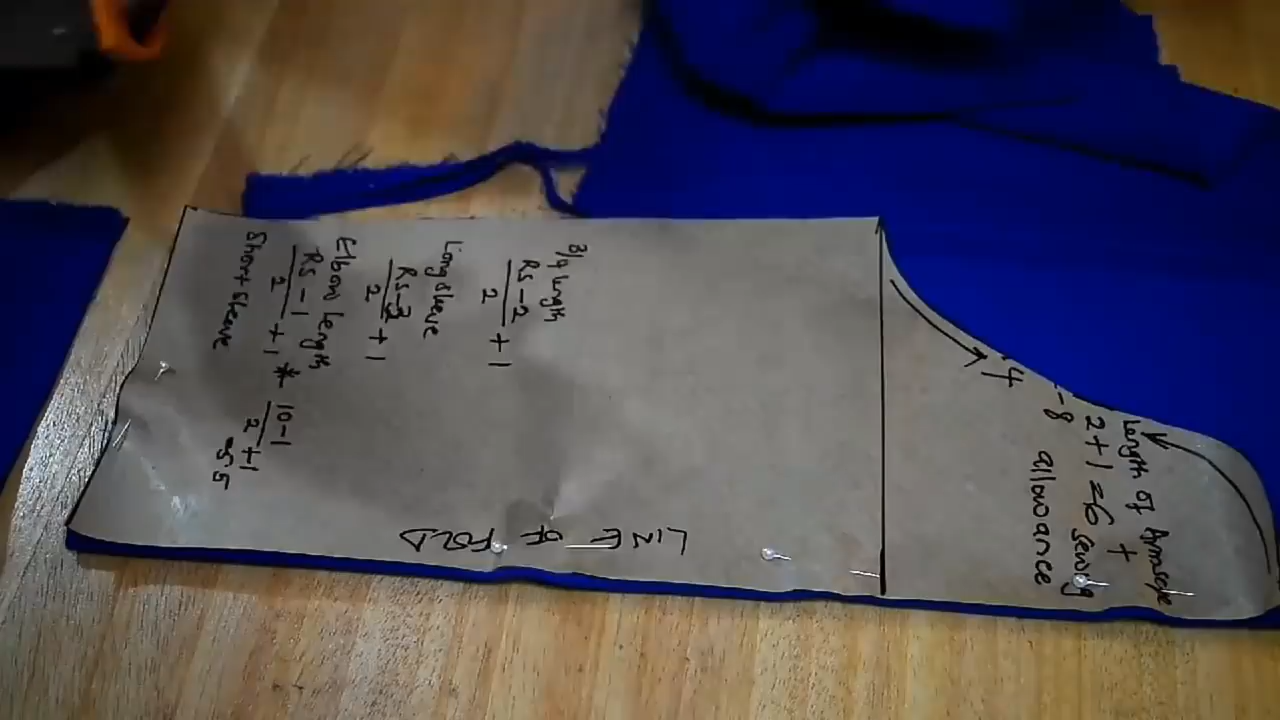 3/4 length
RS-2
2 +1
Long sleeve
RS-3
2 +1
Elbow length
RS-1
2 +1 *
Short sleeve
10-1
2 +1
=5.5
LINE OF FOLD
4
-8
Length of Armscye
+
2+1=6 sewing
allowance